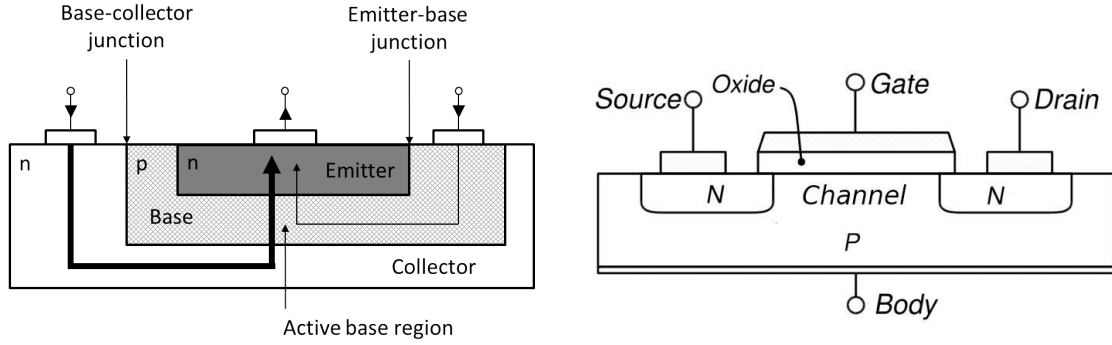 Base-collector
junction
Emitter-base
junction
n
p
n
Emitter
Base
Collector
Active base region
Source
Oxide
Gate
Drain
N
Channel
N
P
Body